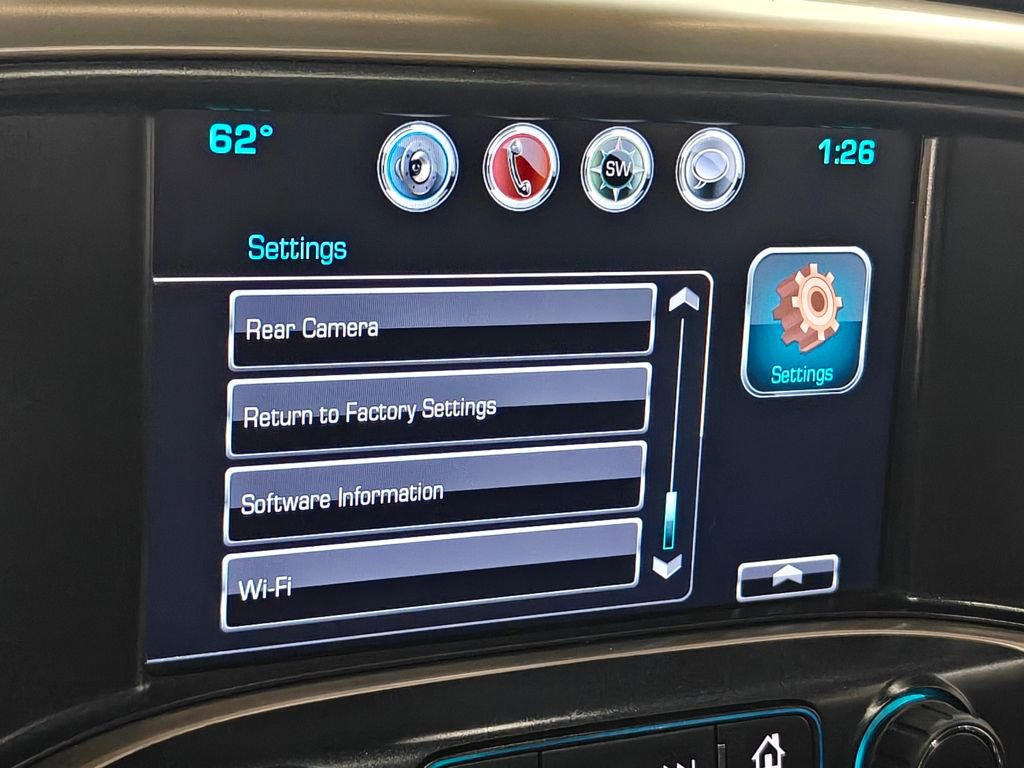 62° SW 1:26
Settings
Rear Camera
Return to Factory Settings
Software Information
Wi-Fi
Settings